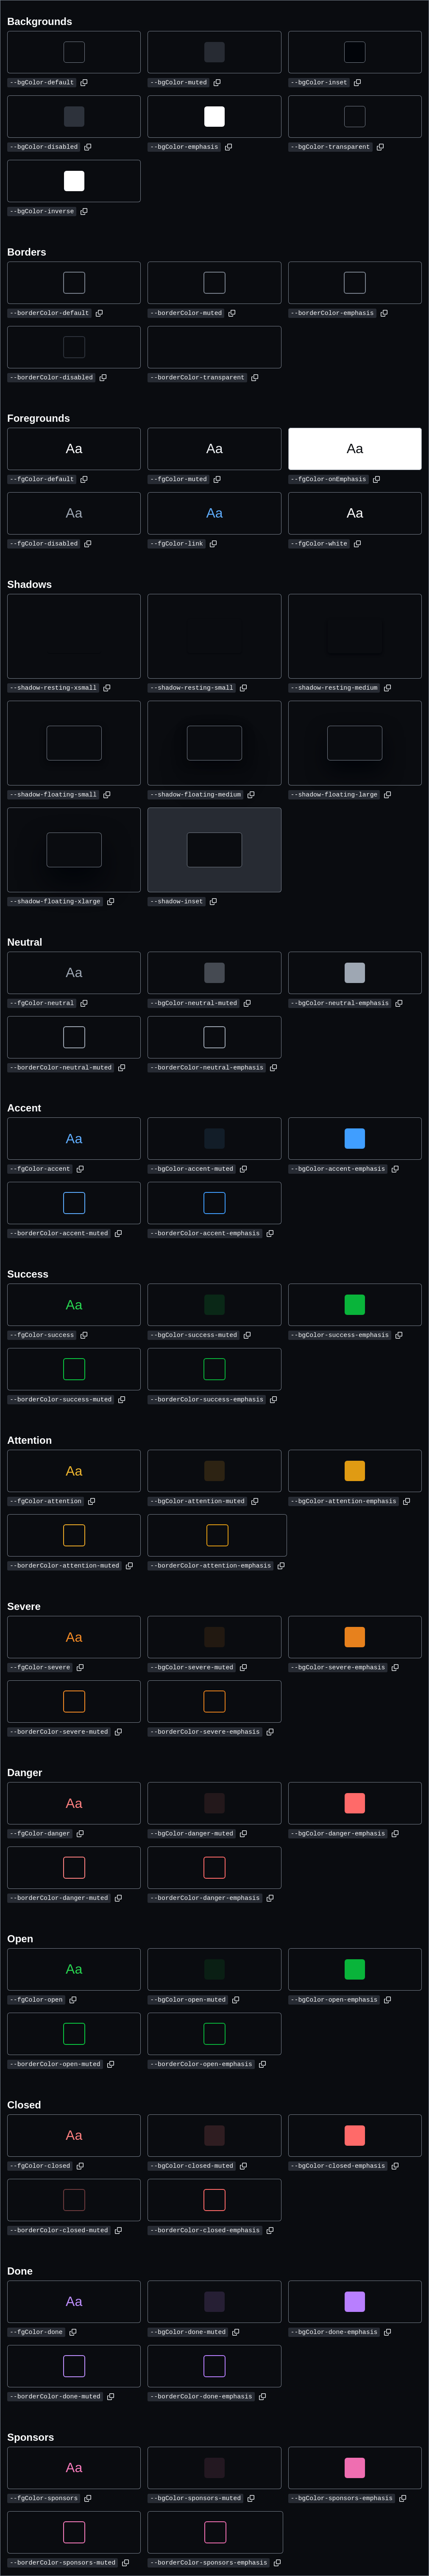 Backgrounds
--bgColor-default --bgColor-muted --bgColor-inset
--bgColor-disabled --bgColor-emphasis --bgColor-transparent
--bgColor-inverse
Borders
--borderColor-default --borderColor-muted --borderColor-emphasis
--borderColor-disabled --borderColor-transparent
Foregrounds
Aa Aa Aa
--fgColor-default --fgColor-muted --fgColor-onEmphasis
Aa Aa Aa
--fgColor-disabled --fgColor-link --fgColor-white
Shadows
--shadow-resting-xsmall --shadow-resting-small --shadow-resting-medium
--shadow-floating-small --shadow-floating-medium --shadow-floating-large
--shadow-floating-xlarge --shadow-inset
Neutral
Aa
--fgColor-neutral --bgColor-neutral-muted --bgColor-neutral-emphasis
--borderColor-neutral-muted --borderColor-neutral-emphasis
Accent
Aa
--fgColor-accent --bgColor-accent-muted --bgColor-accent-emphasis
--borderColor-accent-muted --borderColor-accent-emphasis
Success
Aa
--fgColor-success --bgColor-success-muted --bgColor-success-emphasis
--borderColor-success-muted --borderColor-success-emphasis
Attention
Aa
--fgColor-attention --bgColor-attention-muted --bgColor-attention-emphasis
--borderColor-attention-muted --borderColor-attention-emphasis
Severe
Aa
--fgColor-severe --bgColor-severe-muted --bgColor-severe-emphasis
--borderColor-severe-muted --borderColor-severe-emphasis
Danger
Aa
--fgColor-danger --bgColor-danger-muted --bgColor-danger-emphasis
--borderColor-danger-muted --borderColor-danger-emphasis
Open
Aa
--fgColor-open --bgColor-open-muted --bgColor-open-emphasis
--borderColor-open-muted --borderColor-open-emphasis
Closed
Aa
--fgColor-closed --bgColor-closed-muted --bgColor-closed-emphasis
--borderColor-closed-muted --borderColor-closed-emphasis
Done
Aa
--fgColor-done --bgColor-done-muted --bgColor-done-emphasis
--borderColor-done-muted --borderColor-done-emphasis
Sponsors
Aa
--fgColor-sponsors --bgColor-sponsors-muted --bgColor-sponsors-emphasis
--borderColor-sponsors-muted --borderColor-sponsors-emphasis